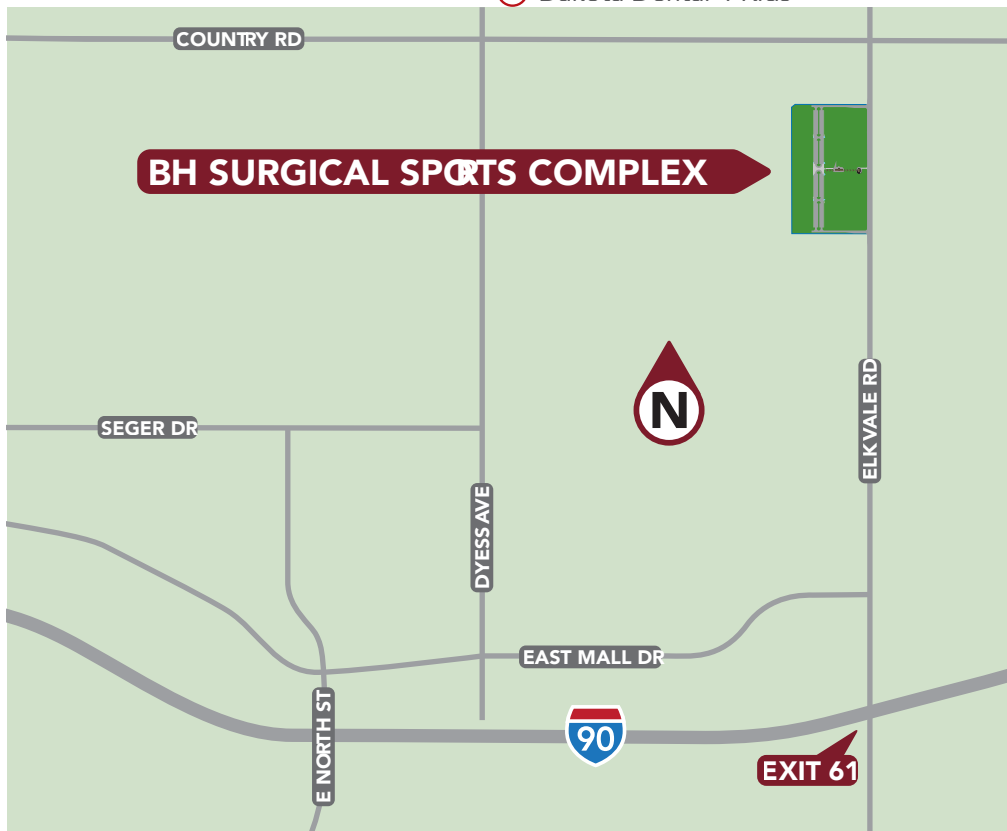 COUNTRY RD
BH SURGICAL SPORTS COMPLEX
ELKVALE RD
N
SEGER DR
DYESS AVE
EAST MALL DR
E NORTH ST
90
EXIT 61